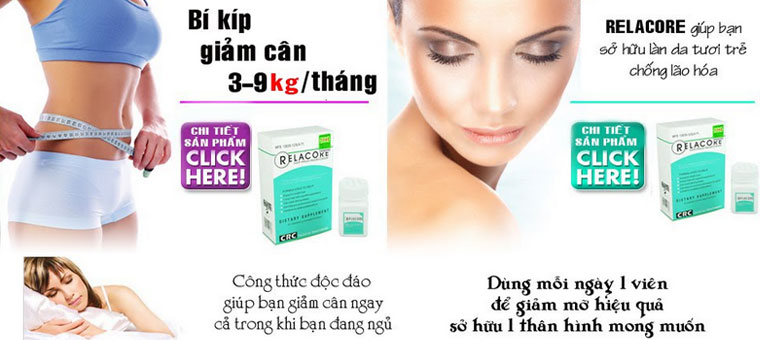 Bí kíp
giảm cân
3-9kg/tháng
CHI TIẾT
SẢN PHẨM
CLICK
HERE!
RELACORE
DIETARY SUPPLEMENT
CRC
RELACORE
Công thức độc đáo
giúp bạn giảm cân ngay
cả trong khi bạn đang ngủ
RELACORE giúp bạn
sở hữu làn da tươi trẻ
chống lão hóa
CHI TIẾT
SẢN PHẨM
CLICK
HERE!
RELACORE
DIETARY SUPPLEMENT
CRC
Dùng mỗi ngày 1 viên
để giảm mỡ hiệu quả
sở hữu 1 thân hình mong muốn